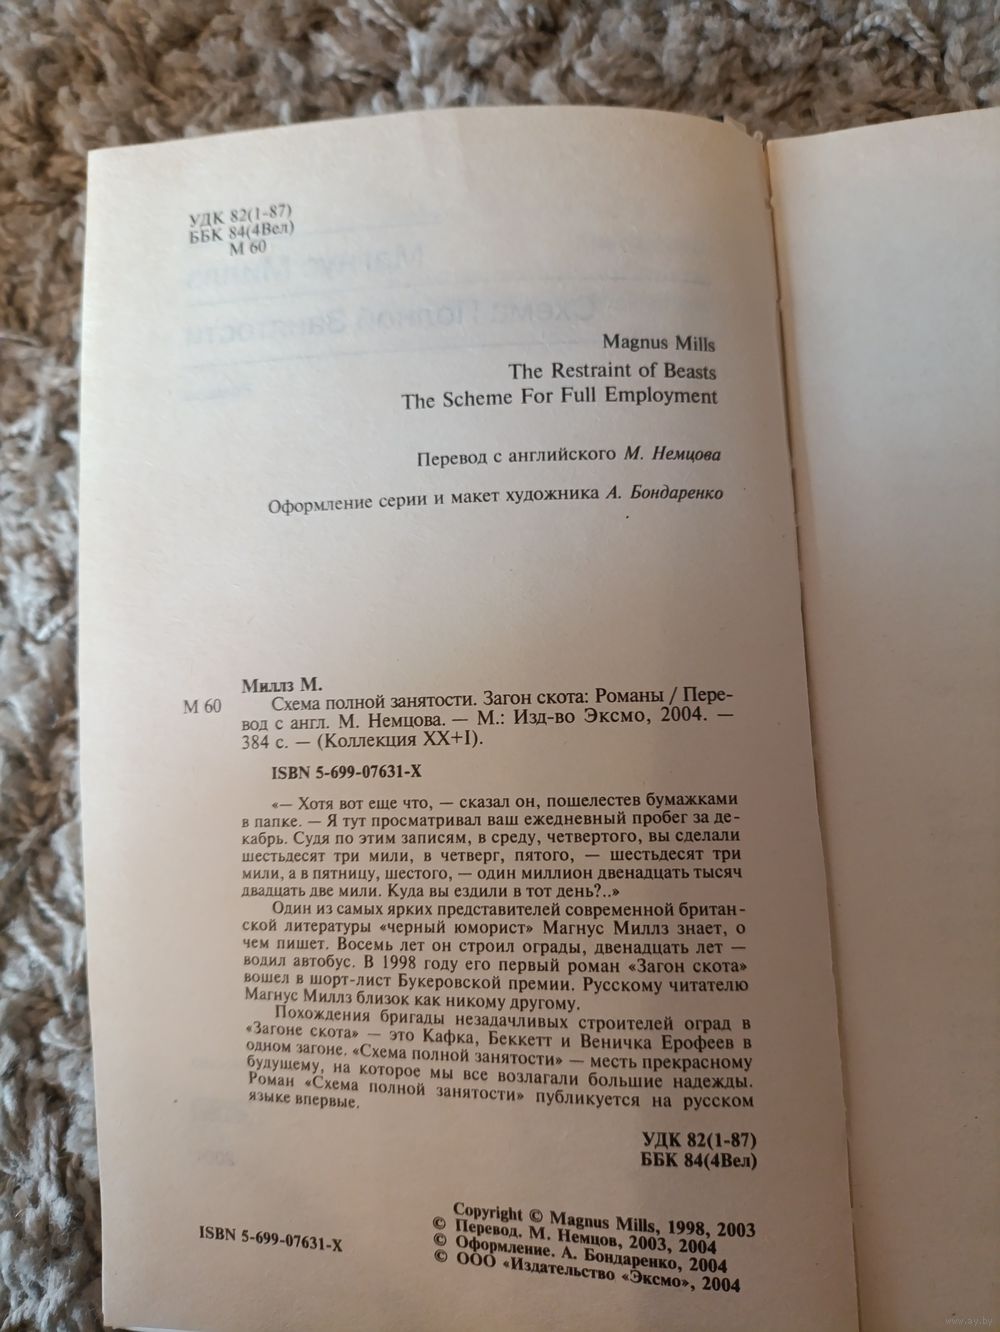 УДК 82(1-87)
ББК 84(4Вел)
М 60
Magnus Mills
The Restraint of Beasts
The Scheme For Full Employment
Перевод с английского М. Немцова
Оформление серии и макет художника А. Бондаренко
Миллз М.
М 60 Схема полной занятости. Загон скота: Романы / Пере-
вод с англ. М. Немцова. — М.: Изд-во Эксмо, 2004. —
384 с. — (Коллекция XX+I).
ISBN 5-699-07631-X
«— Хотя вот еще что, — сказал он, пошелестев бумажками
в папке. — Я тут просматривал ваш ежедневный пробег за де-
кабрь. Судя по этим записям, в среду, четвертого, вы сделали
шестьдесят три мили, в четверг, пятого, — шестьдесят три
мили, а в пятницу, шестого, — один миллион двенадцать тысяч
двадцать две мили. Куда вы ездили в тот день?..»
Один из самых ярких представителей современной британ-
ской литературы «черный юморист» Магнус Миллз знает, о
чем пишет. Восемь лет он строил ограды, двенадцать лет —
водил автобус. В 1998 году его первый роман «Загон скота»
вошел в шорт-лист Букеровской премии. Русскому читателю
Магнус Миллз близок как никому другому.
Похождения бригады незадачливых строителей оград в
«Загоне скота» — это Кафка, Беккетт и Веничка Ерофеев в
одном загоне. «Схема полной занятости» — месть прекрасному
будущему, на которое мы все возлагали большие надежды.
Роман «Схема полной занятости» публикуется на русском
языке впервые.
УДК 82(1-87)
ББК 84(4Вел)
Copyright © Magnus Mills, 1998, 2003
© Перевод. М. Немцов, 2003, 2004
© Оформление. А. Бондаренко, 2004
ISBN 5-699-07631-X © ООО «Издательство «Эксмо», 2004
www.ay.by